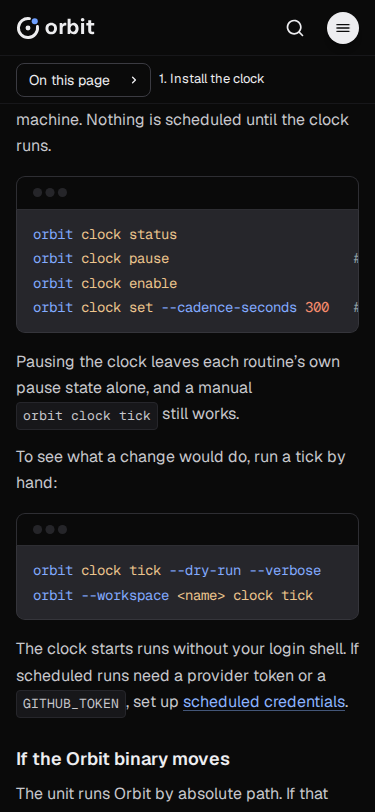 orbit
On this page
1. Install the clock
machine. Nothing is scheduled until the clock
runs.
orbit clock status
orbit clock pause #
orbit clock enable
orbit clock set --cadence-seconds 300 #
Pausing the clock leaves each routine’s own
pause state alone, and a manual
orbit clock tick still works.
To see what a change would do, run a tick by
hand:
orbit clock tick --dry-run --verbose
orbit --workspace <name> clock tick
The clock starts runs without your login shell. If
scheduled runs need a provider token or a
GITHUB_TOKEN, set up scheduled credentials.
If the Orbit binary moves
The unit runs Orbit by absolute path. If that